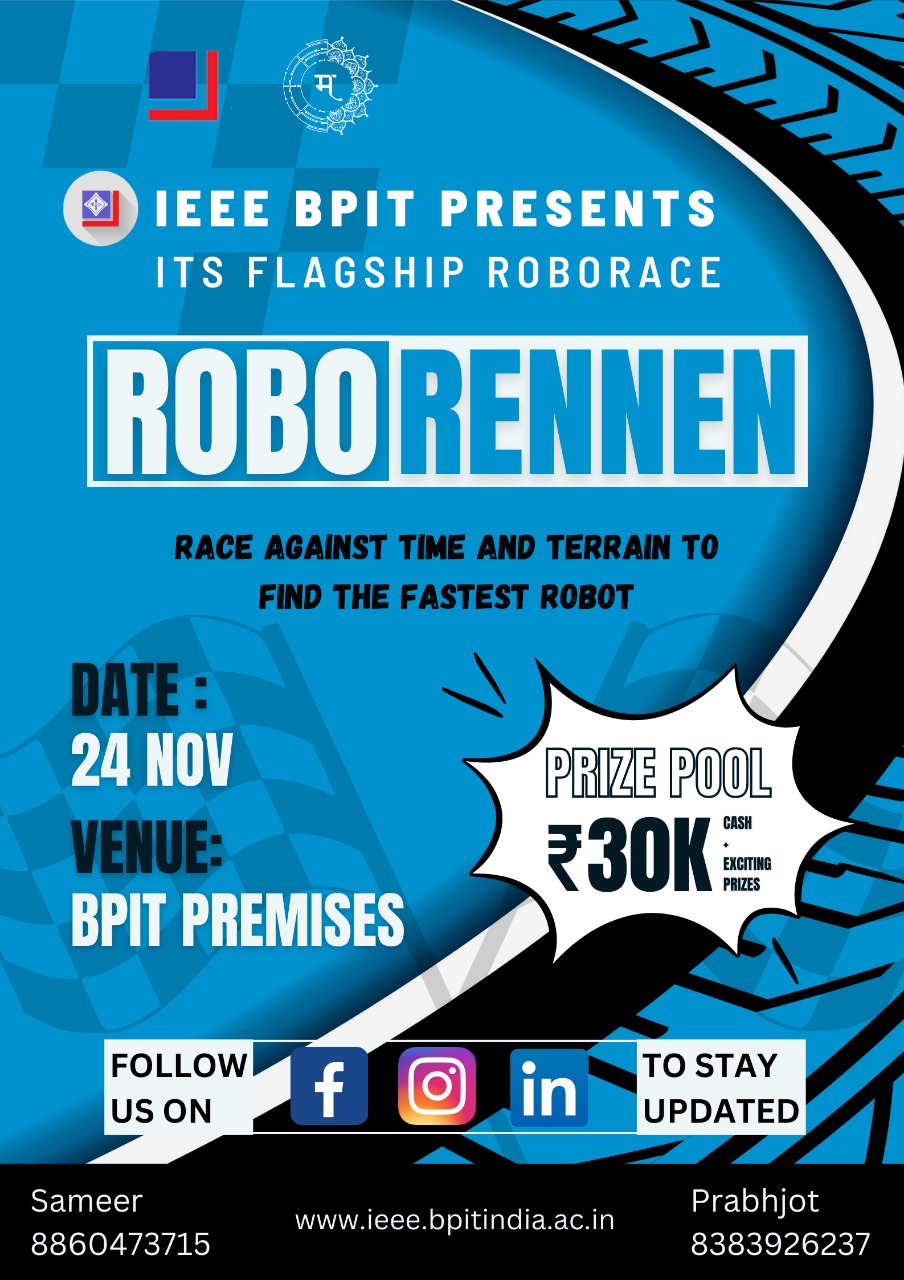 मं
IEEE BPIT PRESENTS
ITS FLAGSHIP ROBORACE
ROBORENNEN
RACE AGAINST TIME AND TERRAIN TO
FIND THE FASTEST ROBOT
DATE :
24 NOV
VENUE:
BPIT PREMISES
PRIZE POOL
₹30K
CASH
+
EXCITING
PRIZES
FOLLOW
US ON
f
in
TO STAY
UPDATED
Sameer
8860473715
www.ieee.bpitindia.ac.in
Prabhjot
8383926237